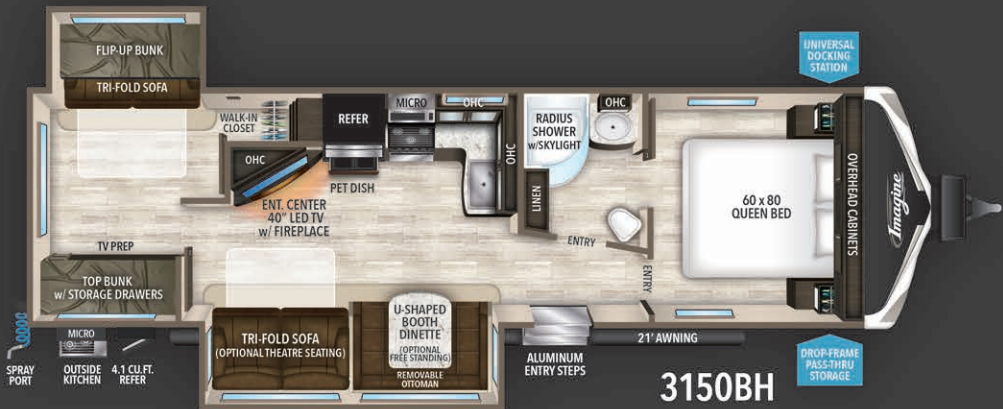 FLIP-UP BUNK
TRI-FOLD SOFA
WALK-IN
CLOSET
OHC
REFER
MICRO
OHC
OHC
PET DISH
ENT. CENTER
40" LED TV
w/ FIREPLACE
RADIUS
SHOWER
w/SKYLIGHT
OHC
LINEN
ENTRY
ENTRY
60 x 80
QUEEN BED
OVERHEAD CABINETS
Imagine
UNIVERSAL
DOCKING
STATION
TV PREP
TOP BUNK
w/ STORAGE DRAWERS
SPRAY
PORT
MICRO
OUTSIDE
KITCHEN
4.1 CU.FT.
REFER
TRI-FOLD SOFA
(OPTIONAL THEATRE SEATING)
U-SHAPED
BOOTH
DINETTE
(OPTIONAL
FREE STANDING)
REMOVABLE
OTTOMAN
ALUMINUM
ENTRY STEPS
21' AWNING
DROP-FRAME
PASS-THRU
STORAGE
3150BH